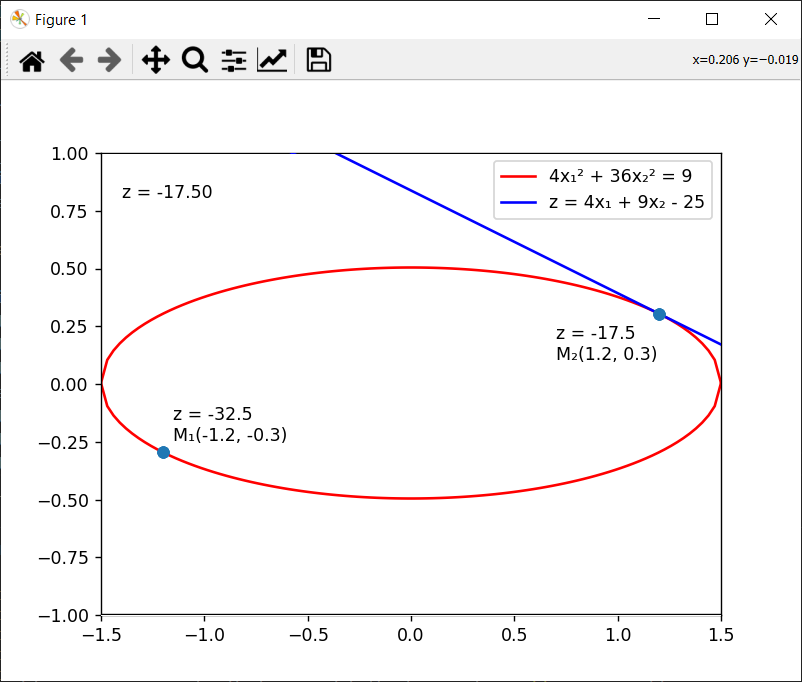 Figure 1
x=0.206 y=−0.019
1.00
0.75
0.50
0.25
0.00
−0.25
−0.50
−0.75
−1.00
z = -17.50
4x₁² + 36x₂² = 9
z = 4x₁ + 9x₂ - 25
z = -17.5
M₂(1.2, 0.3)
z = -32.5
M₁(-1.2, -0.3)
−1.5 −1.0 −0.5 0.0 0.5 1.0 1.5